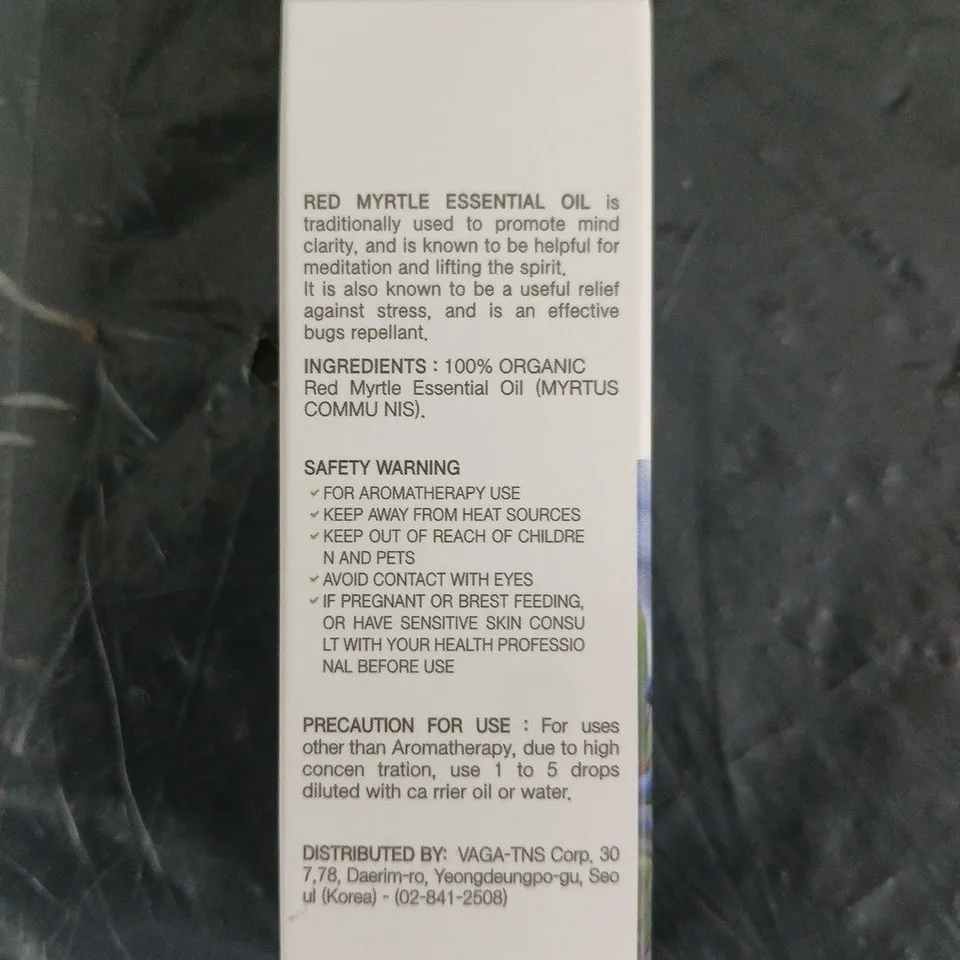 RED MYRTLE ESSENTIAL OIL is
traditionally used to promote mind
clarity, and is known to be helpful for
meditation and lifting the spirit.
It is also known to be a useful relief
against stress, and is an effective
bugs repellant.
INGREDIENTS : 100% ORGANIC
Red Myrtle Essential Oil (MYRTUS
COMMU NIS).
SAFETY WARNING
✓FOR AROMATHERAPY USE
✓KEEP AWAY FROM HEAT SOURCES
✓KEEP OUT OF REACH OF CHILDRE
N AND PETS
✓AVOID CONTACT WITH EYES
✓IF PREGNANT OR BREST FEEDING,
OR HAVE SENSITIVE SKIN CONSU
LT WITH YOUR HEALTH PROFESSIO
NAL BEFORE USE
PRECAUTION FOR USE : For uses
other than Aromatherapy, due to high
concen tration, use 1 to 5 drops
diluted with ca rrier oil or water.
DISTRIBUTED BY: VAGA-TNS Corp, 30
7,78, Daerim-ro, Yeongdeungpo-gu, Seo
ul (Korea) - (02-841-2508)